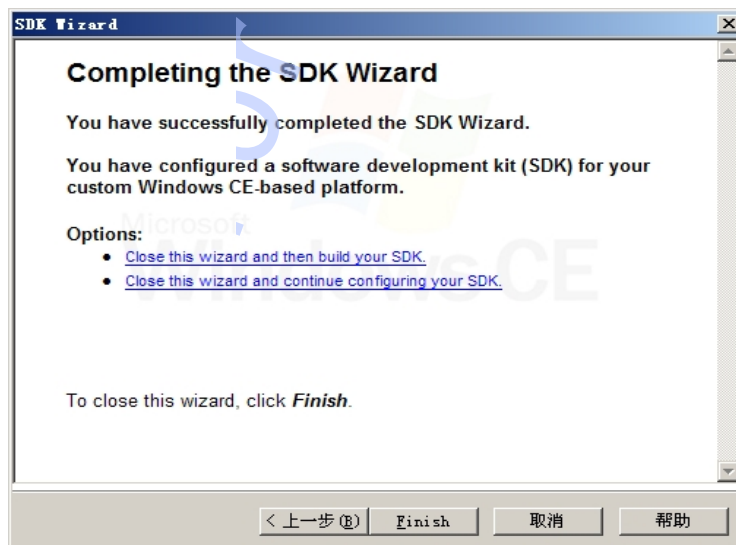 SDK Wizard
Completing the SDK Wizard
You have successfully completed the SDK Wizard.
You have configured a software development kit (SDK) for your
custom Windows CE-based platform.
Microsoft
Windows CE
Options:
• Close this wizard and then build your SDK.
• Close this wizard and continue configuring your SDK.
To close this wizard, click Finish.
< 上一步(B)
Finish
取消
帮助